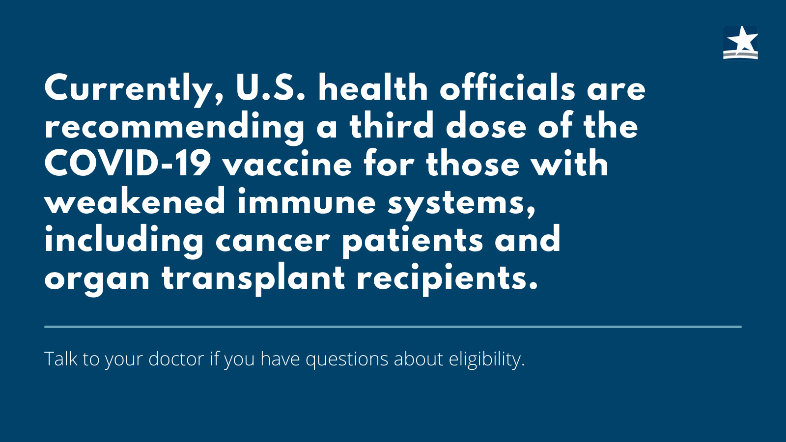 Currently, U.S. health officials are
recommending a third dose of the
COVID-19 vaccine for those with
weakened immune systems,
including cancer patients and
organ transplant recipients.
Talk to your doctor if you have questions about eligibility.